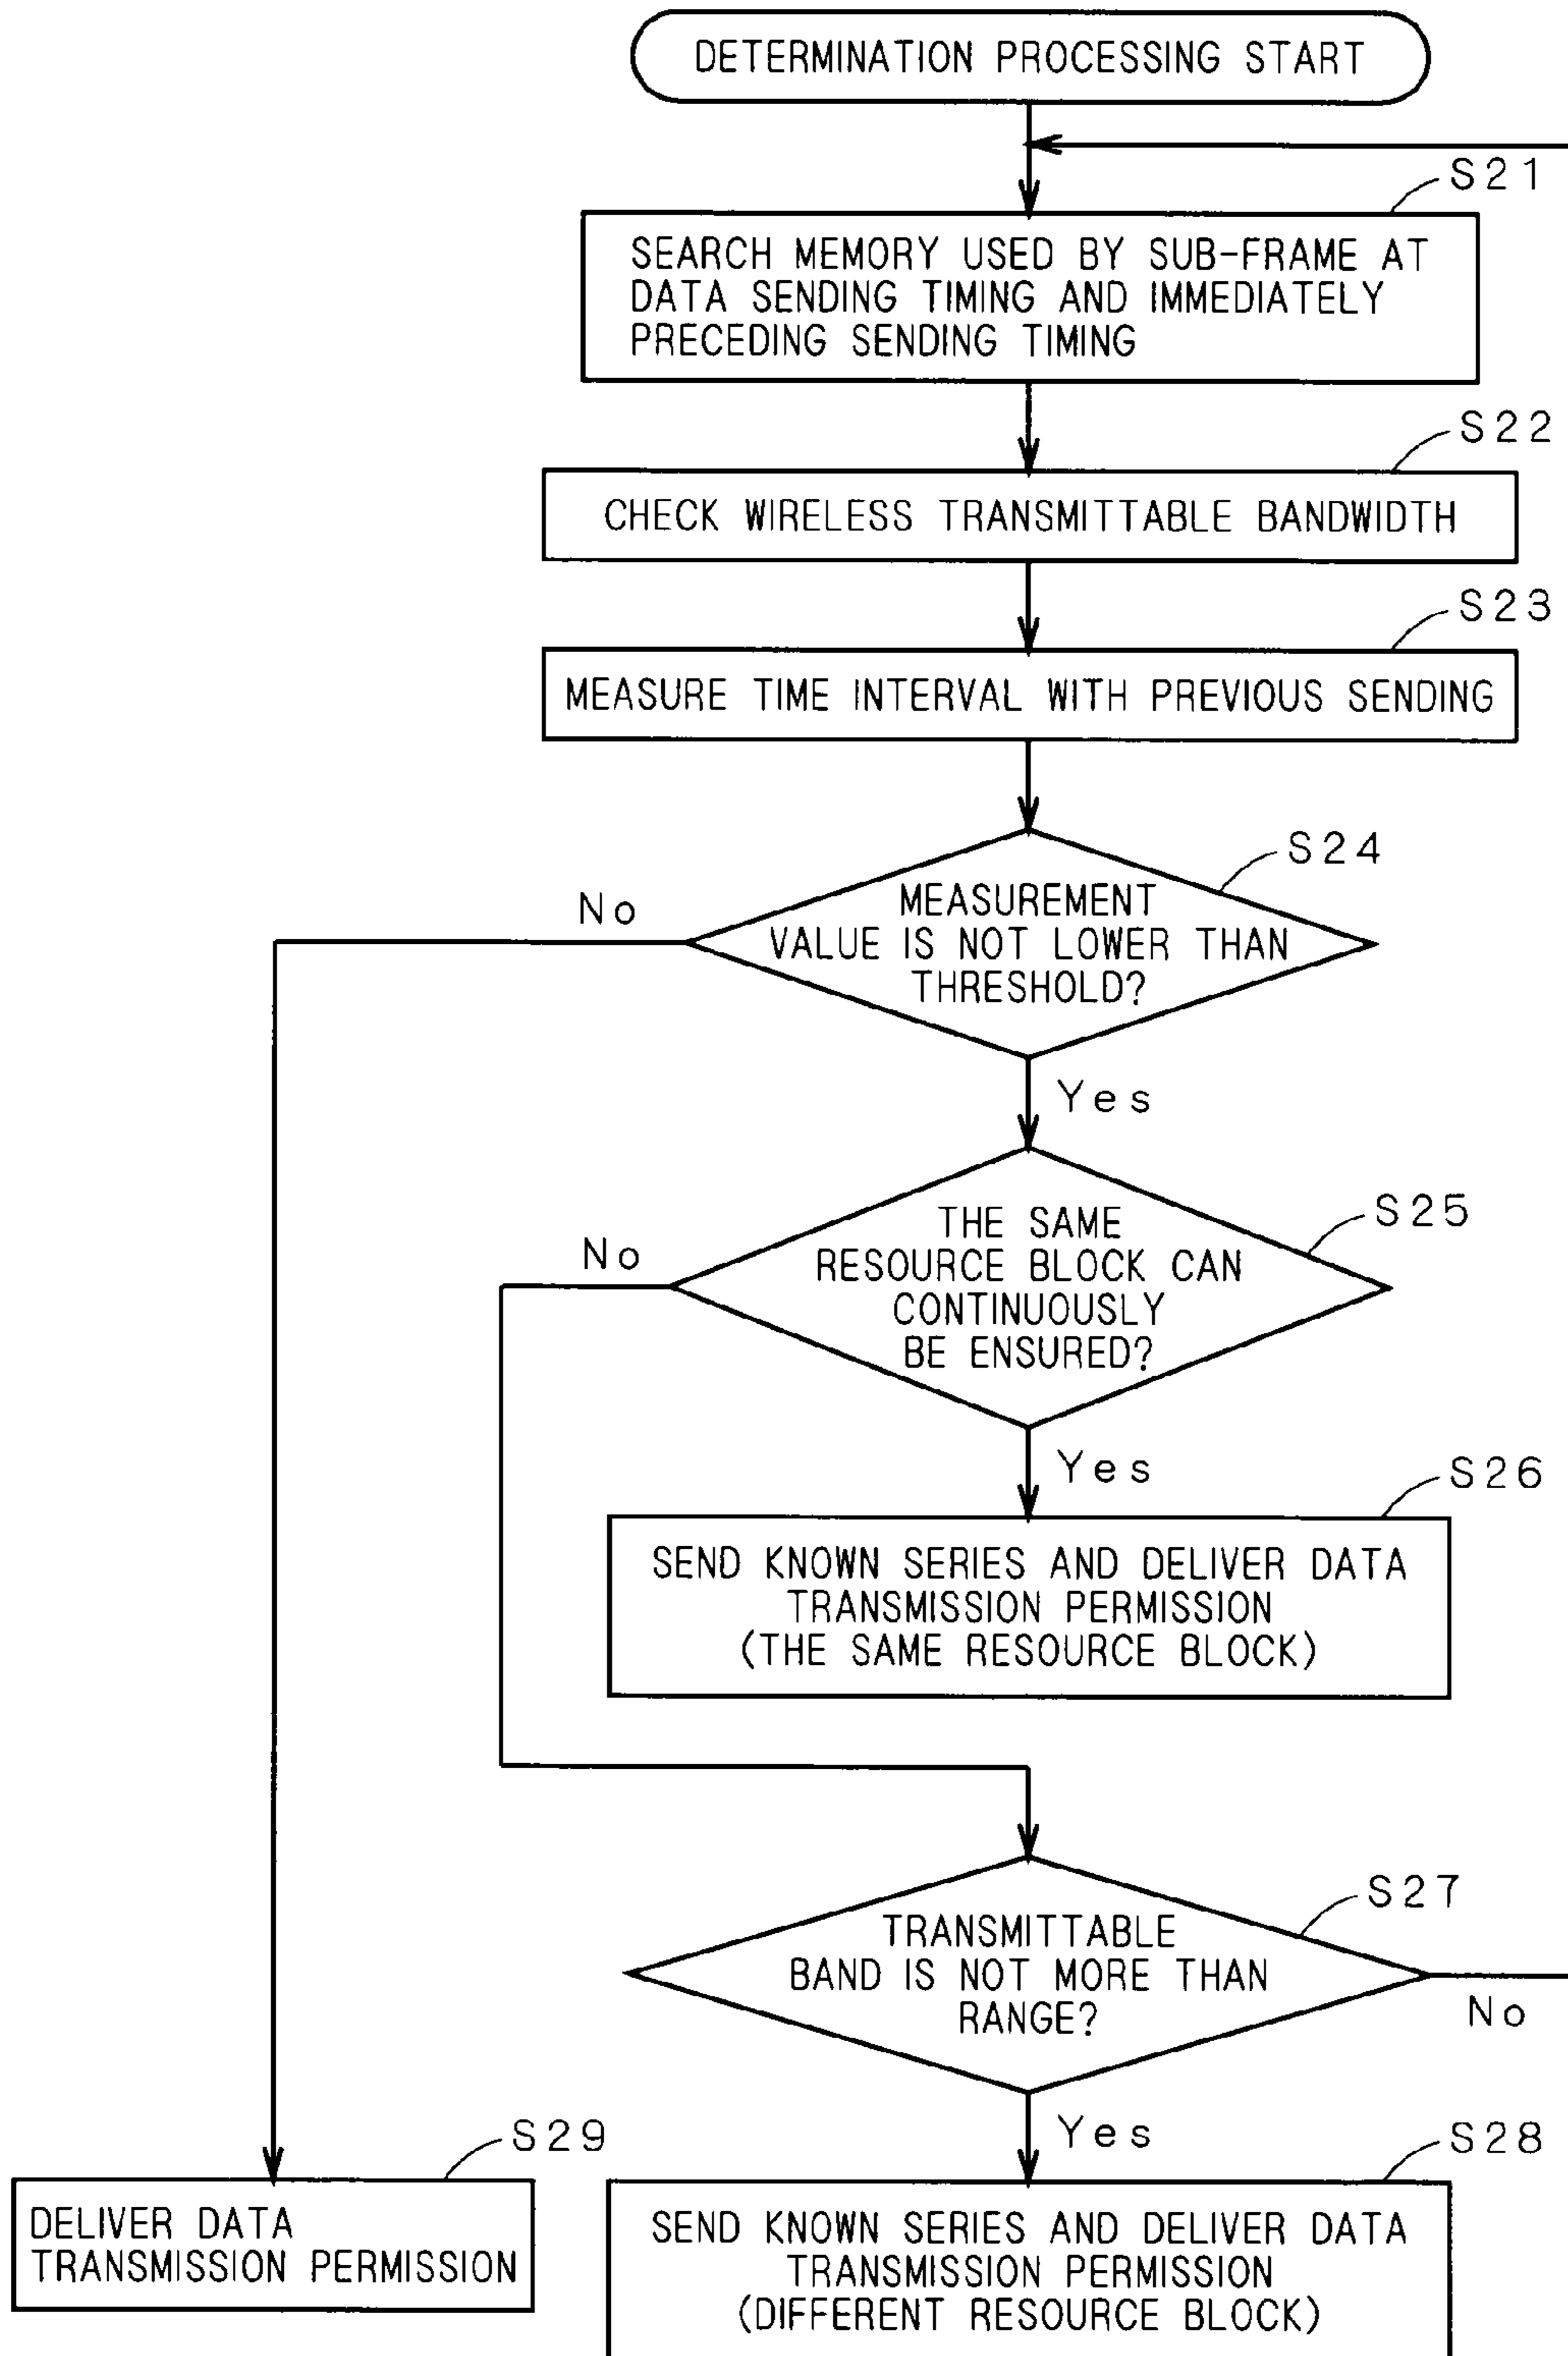 DETERMINATION PROCESSING START
S21
SEARCH MEMORY USED BY SUB-FRAME AT
DATA SENDING TIMING AND IMMEDIATELY
PRECEDING SENDING TIMING
S22
CHECK WIRELESS TRANSMITTABLE BANDWIDTH
S23
MEASURE TIME INTERVAL WITH PREVIOUS SENDING
S24
No
MEASUREMENT
VALUE IS NOT LOWER THAN
THRESHOLD?
Yes
S25
No
THE SAME
RESOURCE BLOCK CAN
CONTINUOUSLY
BE ENSURED?
Yes
S26
SEND KNOWN SERIES AND DELIVER DATA
TRANSMISSION PERMISSION
(THE SAME RESOURCE BLOCK)
S27
TRANSMITTABLE
BAND IS NOT MORE THAN
RANGE?
No
Yes
S29
DELIVER DATA
TRANSMISSION PERMISSION
S28
SEND KNOWN SERIES AND DELIVER DATA
TRANSMISSION PERMISSION
(DIFFERENT RESOURCE BLOCK)